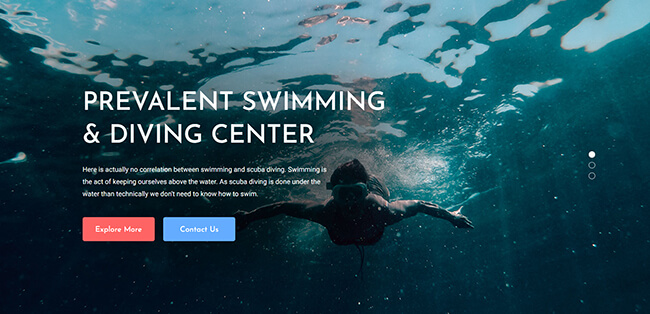 PREVALENT SWIMMING
& DIVING CENTER
Here is actually no correlation between swimming and scuba diving. Swimming is
the act of keeping ourselves above the water. As scuba diving is done under the
water than technically we don't need to know how to swim.
Explore More
Contact Us